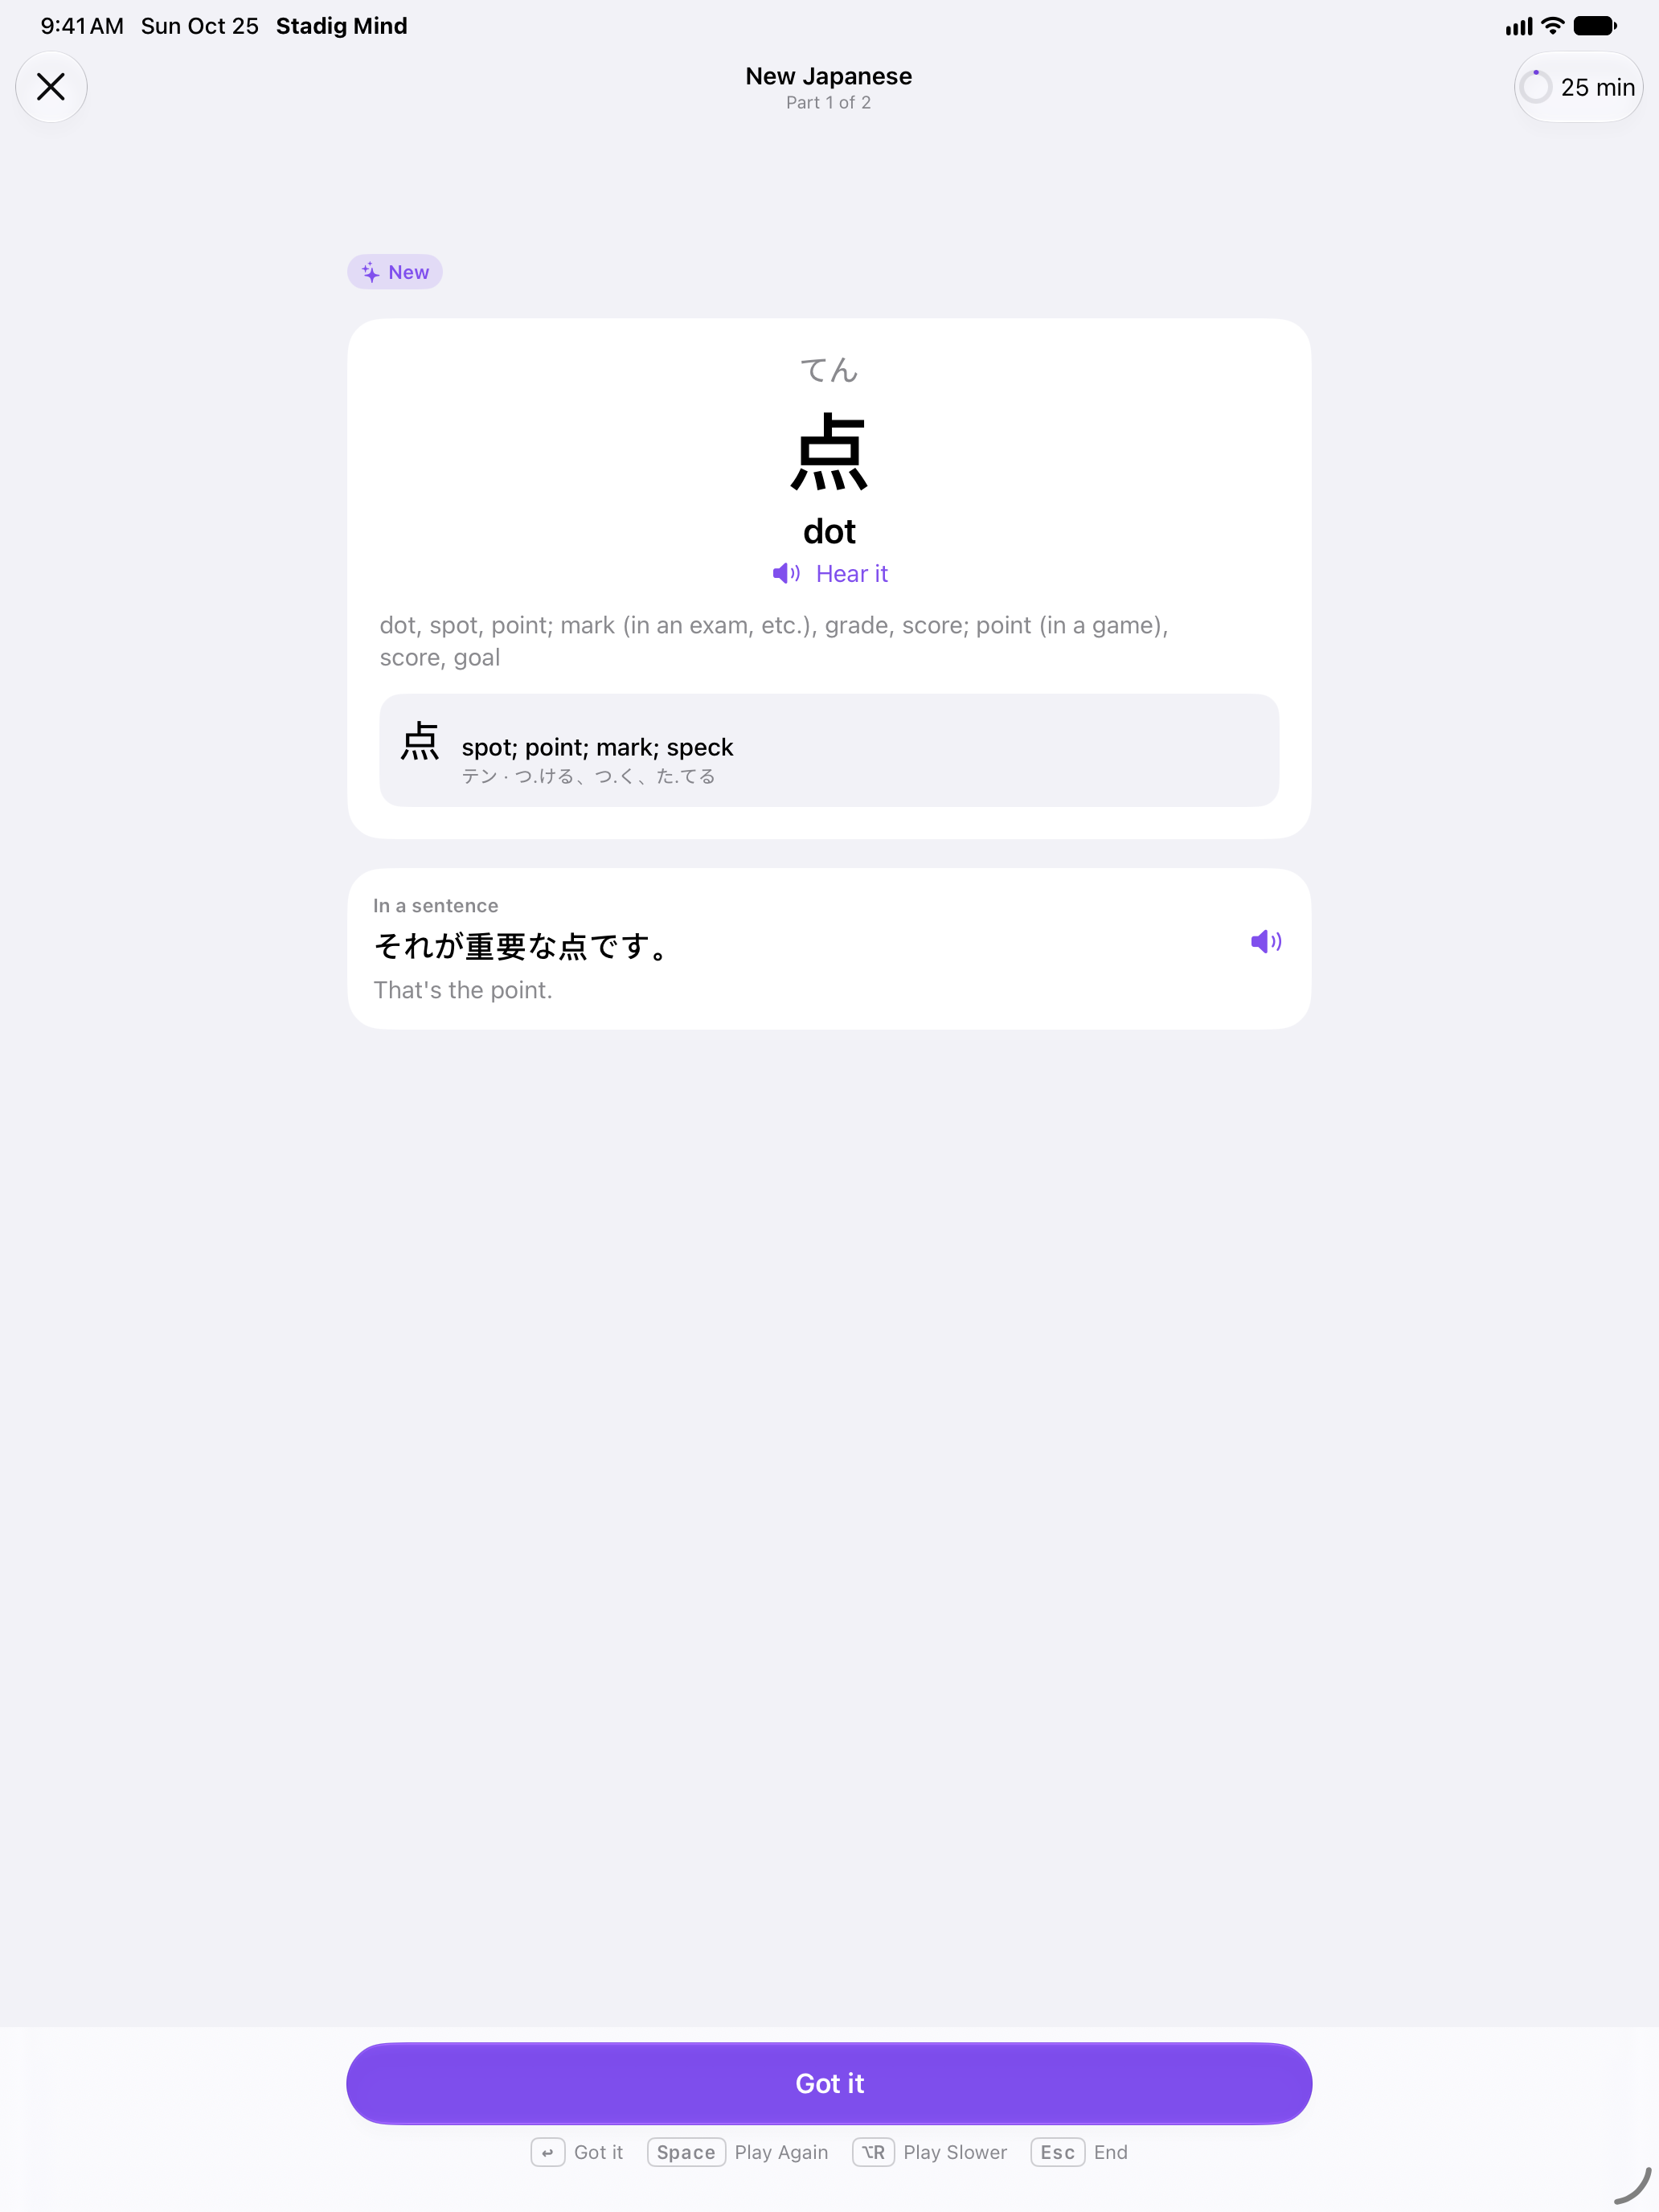 9:41 AM Sun Oct 25 Stadig Mind
New Japanese
Part 1 of 2
25 min
New
てん
点
dot
Hear it
dot, spot, point; mark (in an exam, etc.), grade, score; point (in a game),
score, goal
点 spot; point; mark; speck
テン · つ.ける、つ.く、た.てる
In a sentence
それが重要な点です。
That's the point.
Got it
↩ Got it Space Play Again ⌥R Play Slower Esc End